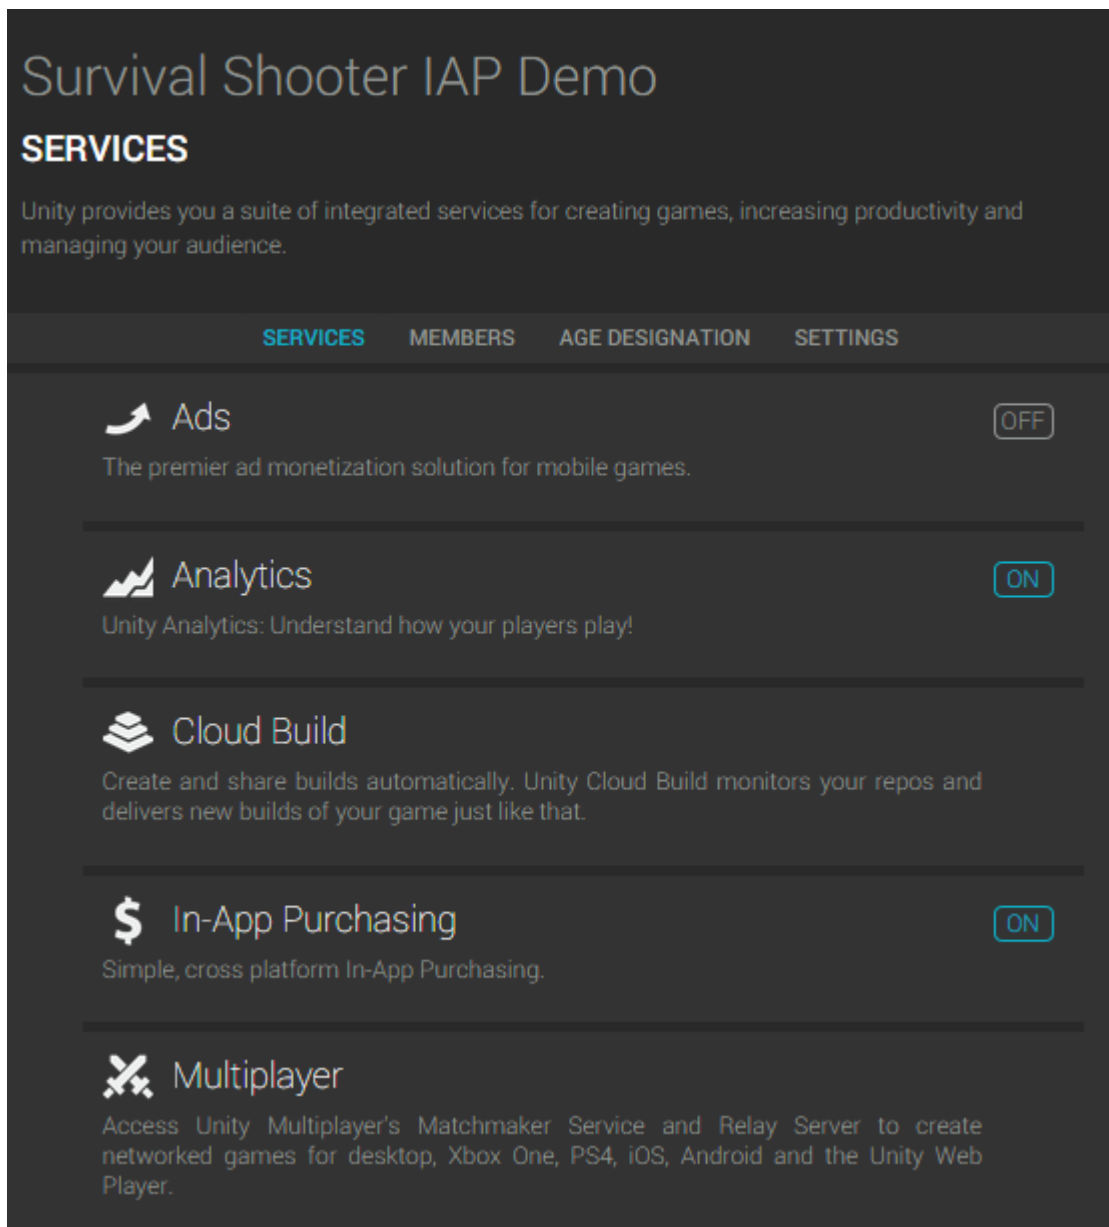 Survival Shooter IAP Demo
SERVICES
Unity provides you a suite of integrated services for creating games, increasing productivity and
managing your audience.
SERVICES MEMBERS AGE DESIGNATION SETTINGS
Ads OFF
The premier ad monetization solution for mobile games.
Analytics ON
Unity Analytics: Understand how your players play!
Cloud Build
Create and share builds automatically. Unity Cloud Build monitors your repos and
delivers new builds of your game just like that.
In-App Purchasing ON
Simple, cross platform In-App Purchasing.
Multiplayer
Access Unity Multiplayer's Matchmaker Service and Relay Server to create
networked games for desktop, Xbox One, PS4, iOS, Android and the Unity Web
Player.